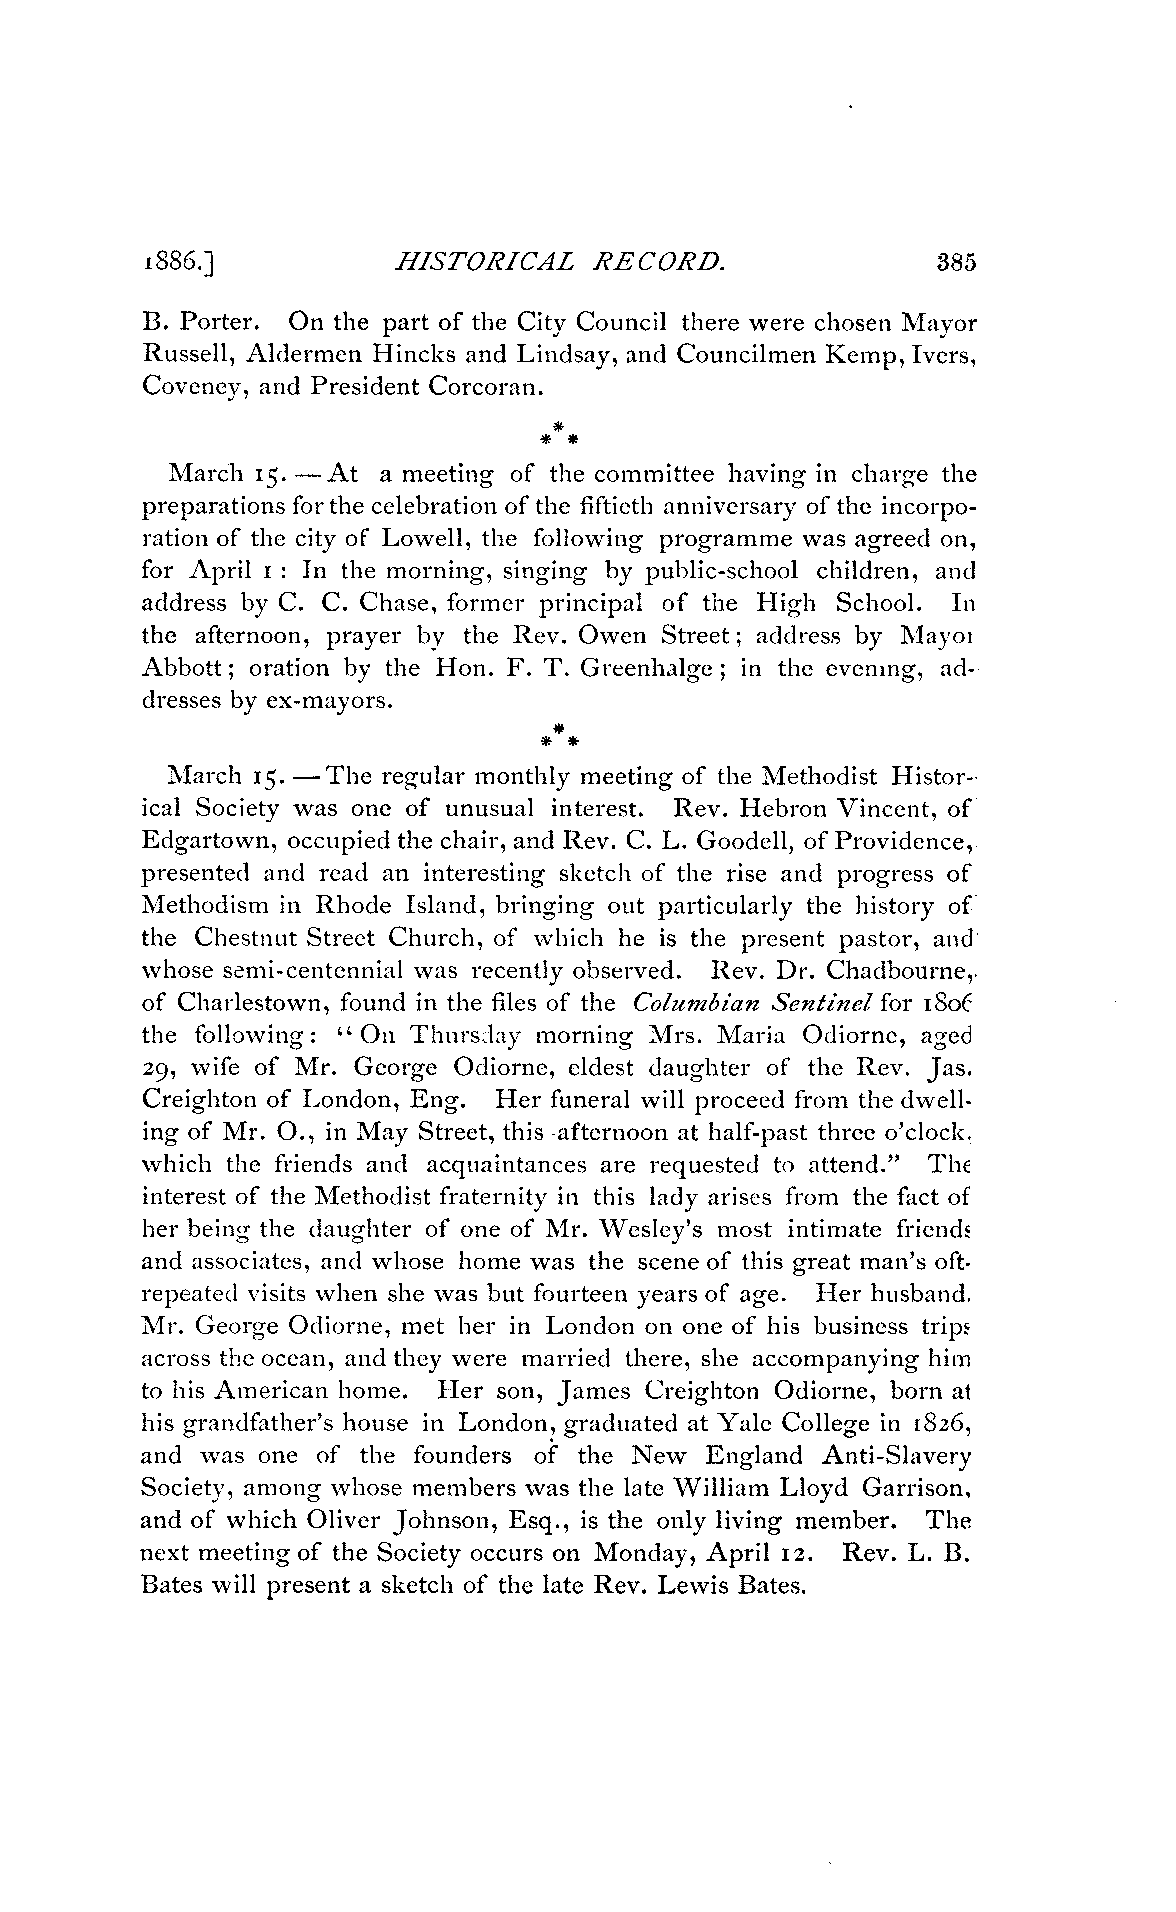 1886.] HISTORICAL RECORD. 385
B. Porter. On the part of the City Council there were chosen Mayor
Russell, Aldermen Hincks and Lindsay, and Councilmen Kemp, Ivers,
Coveney, and President Corcoran.
***
March 15. — At a meeting of the committee having in charge the
preparations for the celebration of the fiftieth anniversary of the incorpo-
ration of the city of Lowell, the following programme was agreed on,
for April 1: In the morning, singing by public-school children, and
address by C. C. Chase, former principal of the High School. In
the afternoon, prayer by the Rev. Owen Street; address by Mayor
Abbott; oration by the Hon. F. T. Greenhalge; in the evening, ad-
dresses by ex-mayors.
***
March 15. — The regular monthly meeting of the Methodist Histor-
ical Society was one of unusual interest. Rev. Hebron Vincent, of
Edgartown, occupied the chair, and Rev. C. L. Goodell, of Providence,
presented and read an interesting sketch of the rise and progress of
Methodism in Rhode Island, bringing out particularly the history of
the Chestnut Street Church, of which he is the present pastor, and
whose semi-centennial was recently observed. Rev. Dr. Chadbourne,
of Charlestown, found in the files of the Columbian Sentinel for 1806
the following: "On Thursday morning Mrs. Maria Odiorne, aged
29, wife of Mr. George Odiorne, eldest daughter of the Rev. Jas.
Creighton of London, Eng. Her funeral will proceed from the dwell-
ing of Mr. O., in May Street, this afternoon at half-past three o'clock,
which the friends and acquaintances are requested to attend." The
interest of the Methodist fraternity in this lady arises from the fact of
her being the daughter of one of Mr. Wesley's most intimate friends
and associates, and whose home was the scene of this great man's oft-
repeated visits when she was but fourteen years of age. Her husband,
Mr. George Odiorne, met her in London on one of his business trips
across the ocean, and they were married there, she accompanying him
to his American home. Her son, James Creighton Odiorne, born at
his grandfather's house in London, graduated at Yale College in 1826,
and was one of the founders of the New England Anti-Slavery
Society, among whose members was the late William Lloyd Garrison,
and of which Oliver Johnson, Esq., is the only living member. The
next meeting of the Society occurs on Monday, April 12. Rev. L. B.
Bates will present a sketch of the late Rev. Lewis Bates.